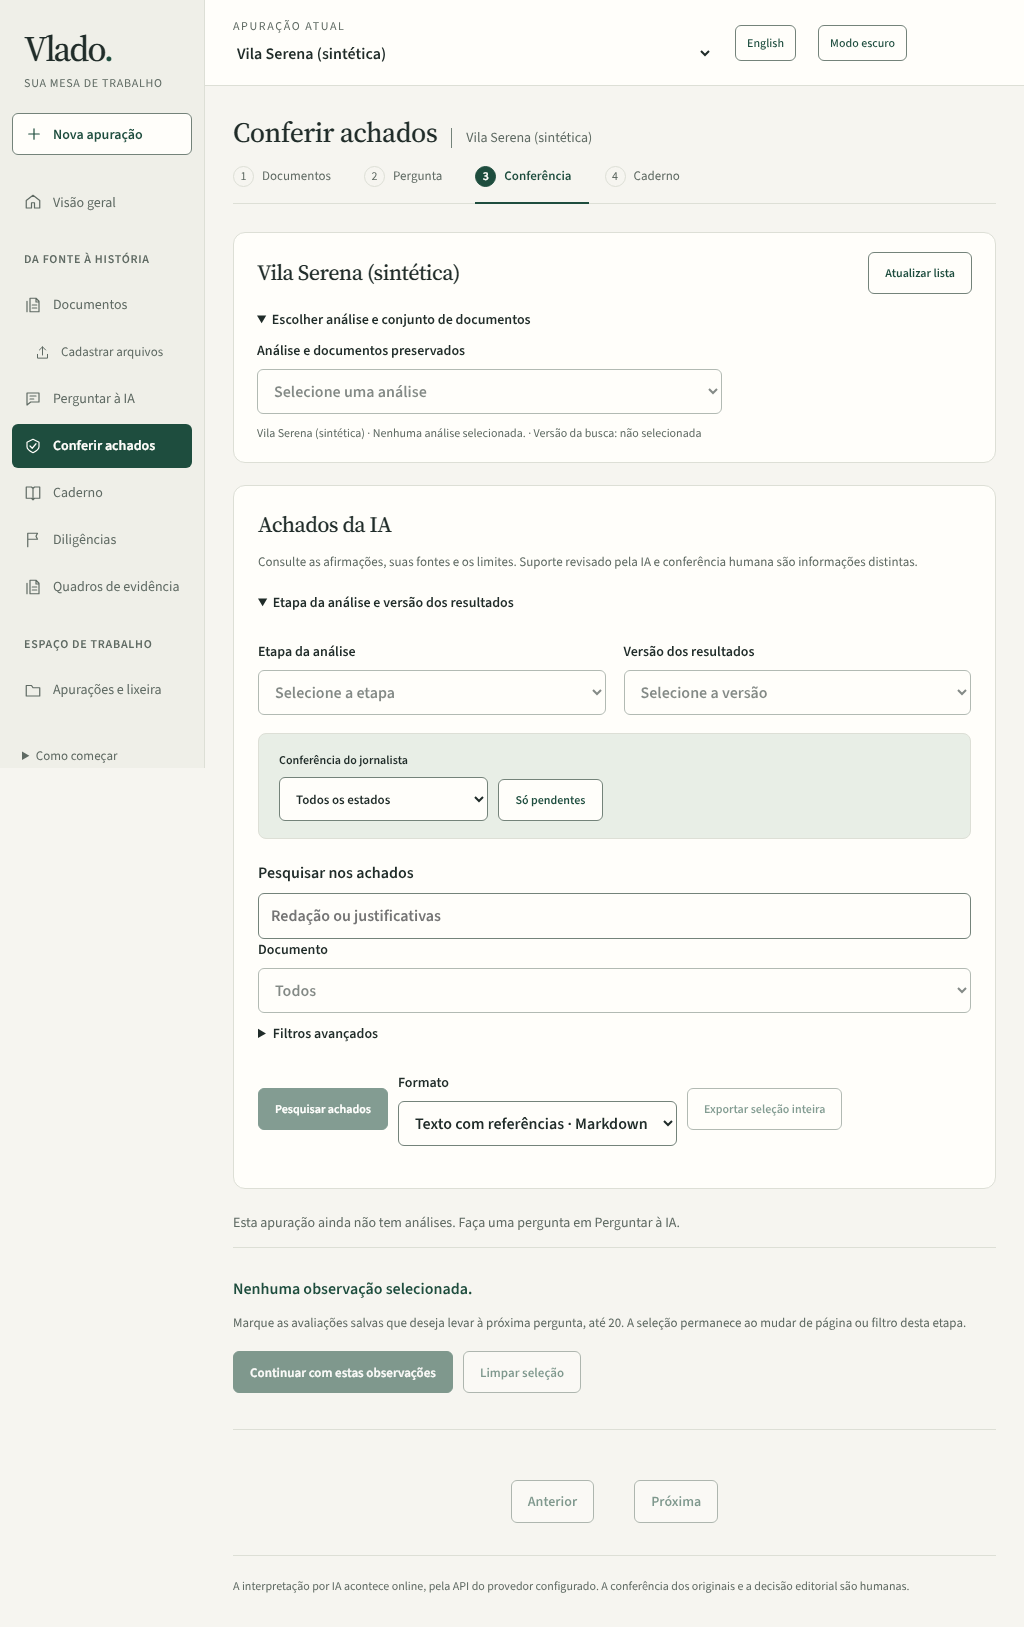 Vlado.
SUA MESA DE TRABALHO
Nova apuração
Visão geral
DA FONTE À HISTÓRIA
Documentos
Cadastrar arquivos
Perguntar à IA
Conferir achados
Caderno
Diligências
Quadros de evidência
ESPAÇO DE TRABALHO
Apurações e lixeira
Como começar
APURAÇÃO ATUAL
Vila Serena (sintética)
English
Modo escuro
Conferir achados
Vila Serena (sintética)
1 Documentos
2 Pergunta
3 Conferência
4 Caderno
Vila Serena (sintética)
Atualizar lista
Escolher análise e conjunto de documentos
Análise e documentos preservados
Selecione uma análise
Vila Serena (sintética) · Nenhuma análise selecionada. · Versão da busca: não selecionada
Achados da IA
Consulte as afirmações, suas fontes e os limites. Suporte revisado pela IA e conferência humana são informações distintas.
Etapa da análise e versão dos resultados
Etapa da análise
Versão dos resultados
Selecione a etapa
Selecione a versão
Conferência do jornalista
Todos os estados
Só pendentes
Pesquisar nos achados
Redação ou justificativas
Documento
Todos
Filtros avançados
Formato
Pesquisar achados
Texto com referências · Markdown
Exportar seleção inteira
Esta apuração ainda não tem análises. Faça uma pergunta em Perguntar à IA.
Nenhuma observação selecionada.
Marque as avaliações salvas que deseja levar à próxima pergunta, até 20. A seleção permanece ao mudar de página ou filtro desta etapa.
Continuar com estas observações
Limpar seleção
Anterior
Próxima
A interpretação por IA acontece online, pela API do provedor configurado. A conferência dos originais e a decisão editorial são humanas.